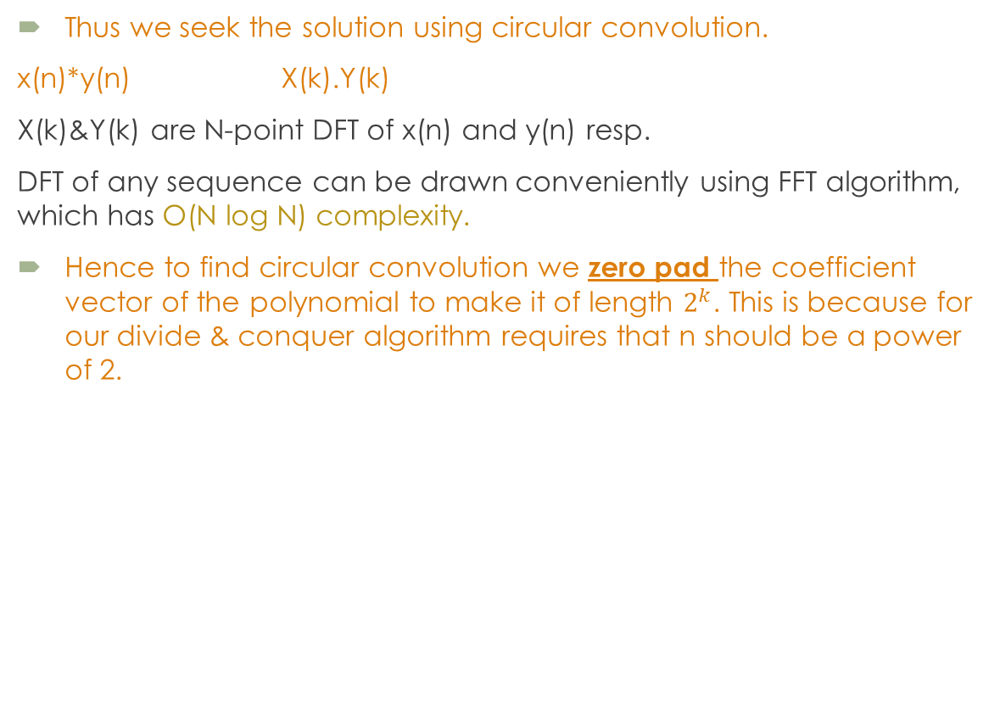 Thus we seek the solution using circular convolution.
x(n)*y(n) X(k).Y(k)
X(k)&Y(k) are N-point DFT of x(n) and y(n) resp.
DFT of any sequence can be drawn conveniently using FFT algorithm,
which has O(N log N) complexity.
Hence to find circular convolution we zero pad the coefficient
vector of the polynomial to make it of length 2^k. This is because for
our divide & conquer algorithm requires that n should be a power
of 2.